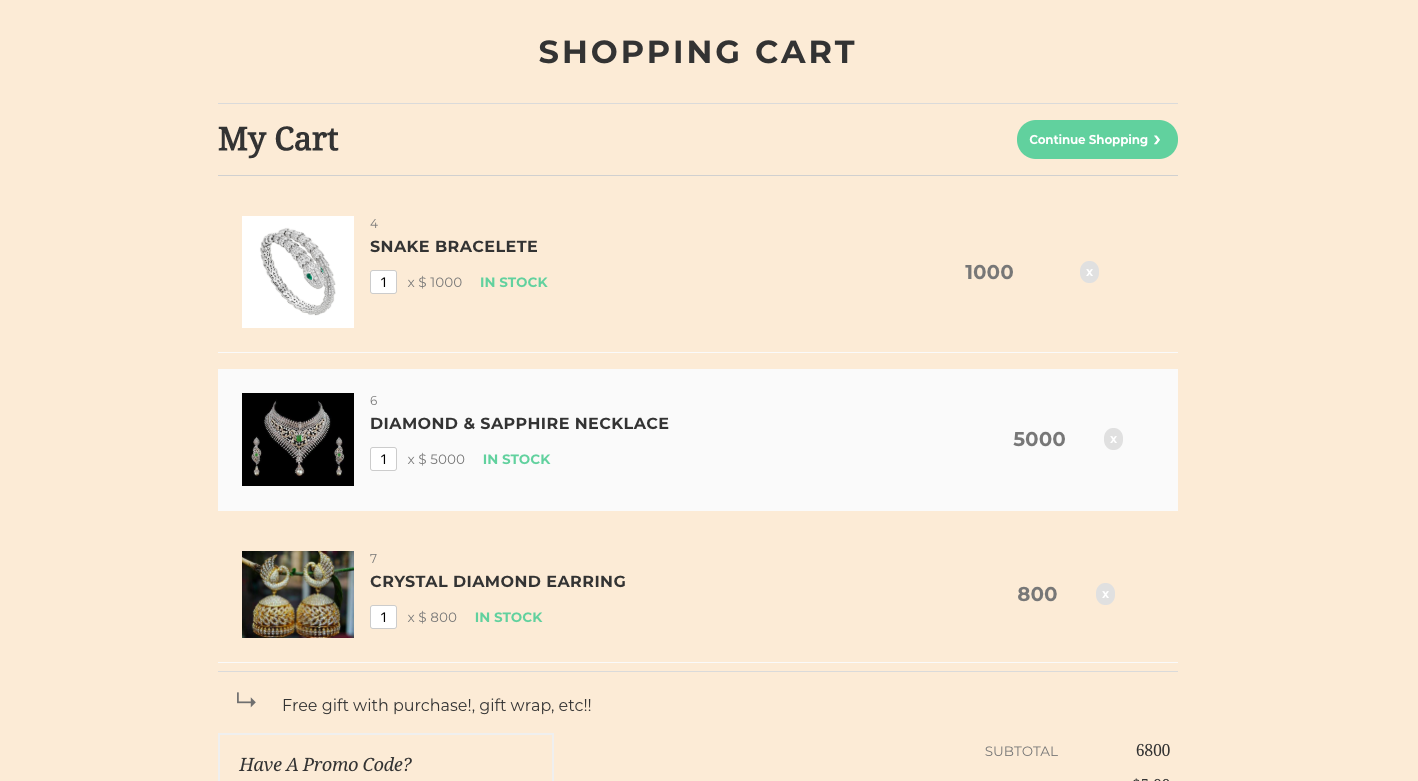 SHOPPING CART
My Cart
Continue Shopping
4
SNAKE BRACELETE
1 x $ 1000 IN STOCK
1000
x
6
DIAMOND & SAPPHIRE NECKLACE
1 x $ 5000 IN STOCK
5000
x
7
CRYSTAL DIAMOND EARRING
1 x $ 800 IN STOCK
800
x
Free gift with purchase!, gift wrap, etc!!
Have A Promo Code?
SUBTOTAL 6800